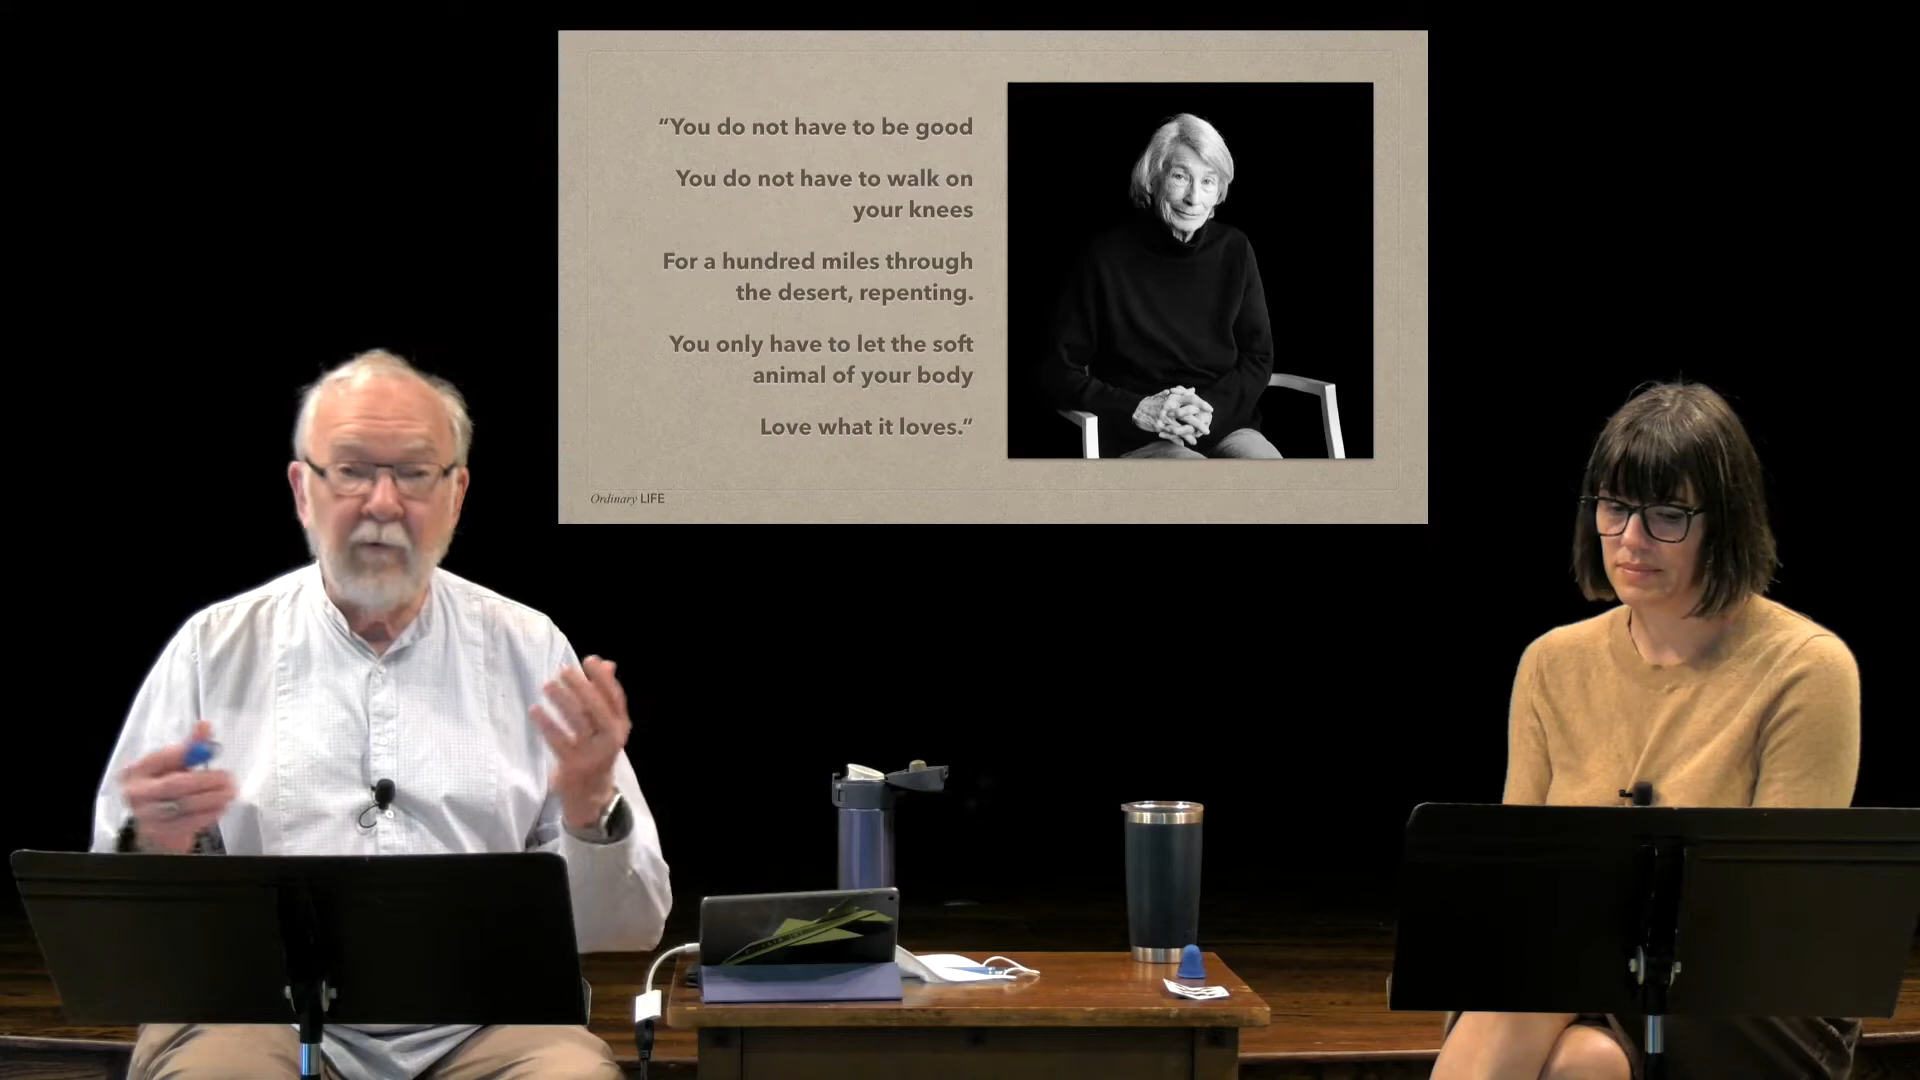 “You do not have to be good
You do not have to walk on
your knees
For a hundred miles through
the desert, repenting.
You only have to let the soft
animal of your body
Love what it loves.”
Ordinary LIFE